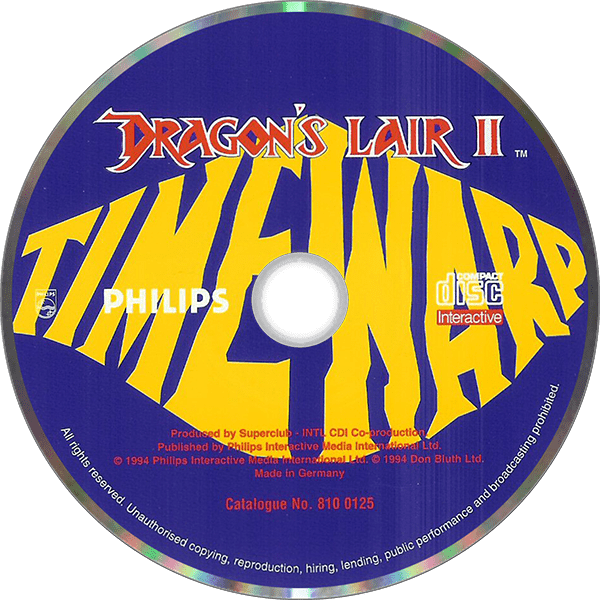 DRAGON'S LAIR II ™
TIMEWARP
PHILIPS
PHILIPS
COMPACT
disc
Interactive
Produced by Superclub - INTL CDI Co-production
Published by Philips Interactive Media International Ltd.
© 1994 Philips Interactive Media International Ltd. © 1994 Don Bluth Ltd.
Made in Germany
Catalogue No. 810 0125
All rights reserved. Unauthorised copying, reproduction, hiring, lending, public performance and broadcasting prohibited.